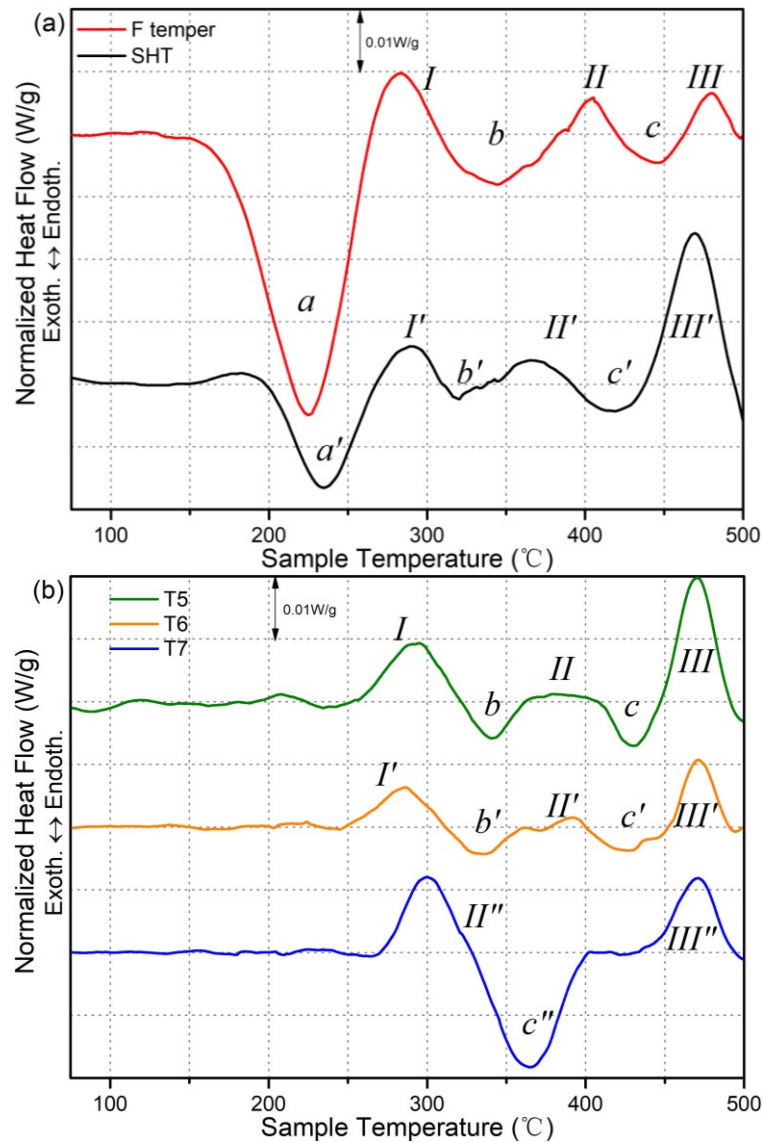 (a)
F temper
SHT
0.01W/g
I
II
III
b
c
a
I'
II'
III'
b'
c'
a'
Normalized Heat Flow (W/g)
Exoth. ↔ Endoth.
100 200 300 400 500
Sample Temperature (℃)
(b)
T5
T6
T7
0.01W/g
I
II
III
b
c
I'
II'
III'
b'
c'
II"
III"
c"
Normalized Heat Flow (W/g)
Exoth. ↔ Endoth.
100 200 300 400 500
Sample Temperature (℃)